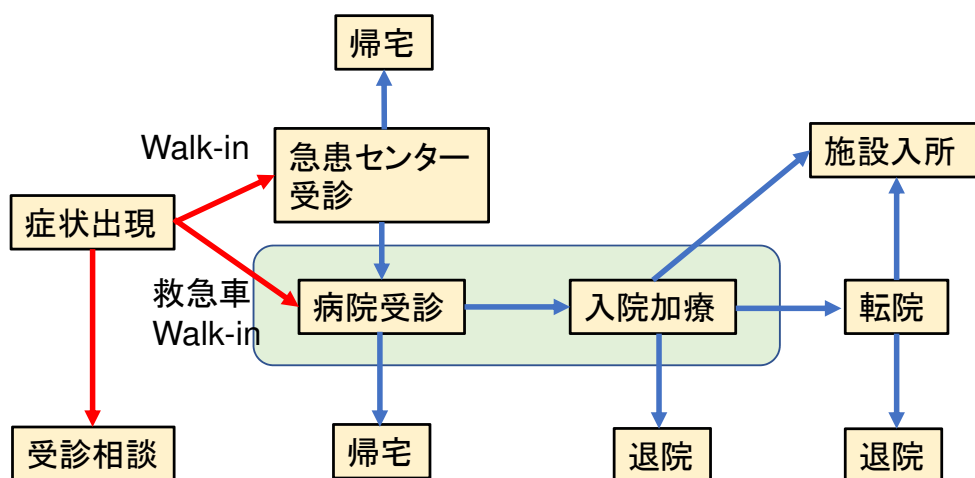 帰宅
Walk-in
急患センター
受診
施設入所
症状出現
救急車
Walk-in
病院受診
入院加療
転院
受診相談
帰宅
退院
退院